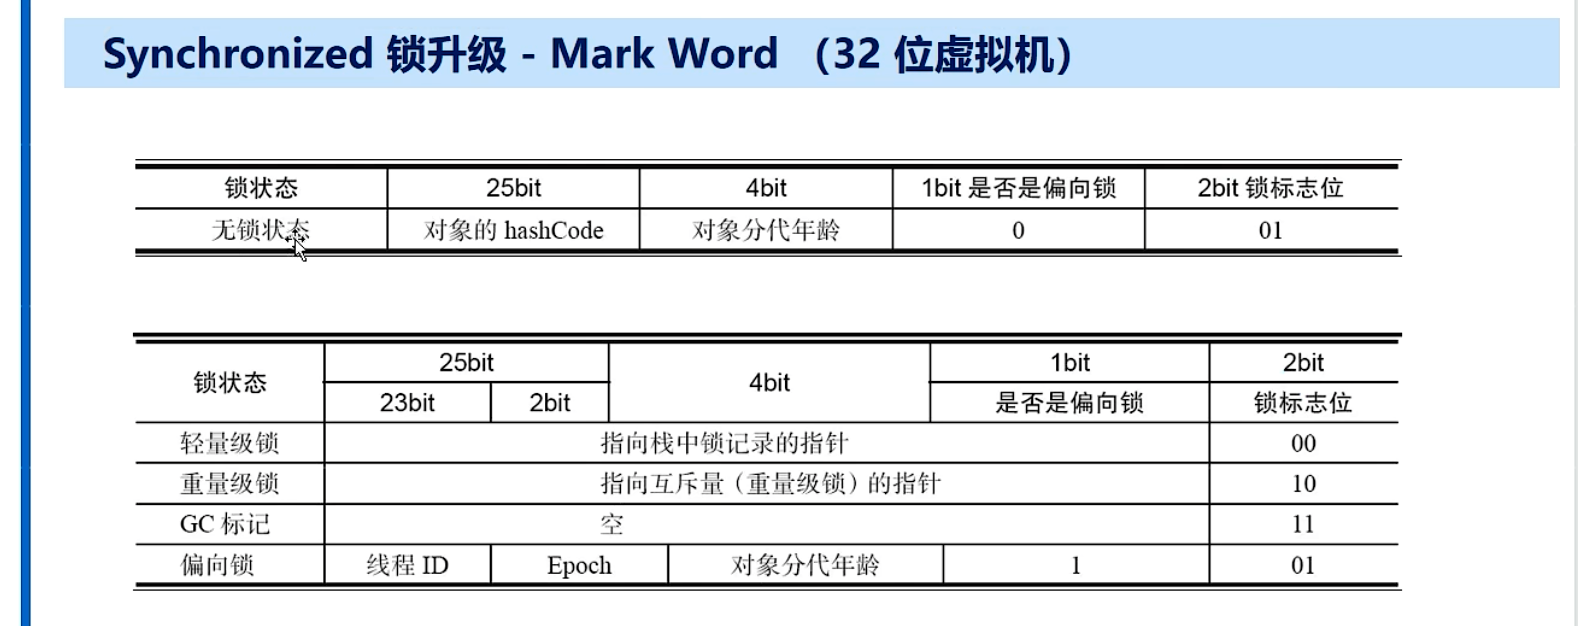 Synchronized 锁升级 - Mark Word （32 位虚拟机）
锁状态 25bit 4bit 1bit 是否是偏向锁 2bit 锁标志位
无锁状态 对象的 hashCode 对象分代年龄 0 01
锁状态 25bit 4bit 1bit 2bit
23bit 2bit 是否是偏向锁 锁标志位
轻量级锁 指向栈中锁记录的指针 00
重量级锁 指向互斥量（重量级锁）的指针 10
GC 标记 空 11
偏向锁 线程 ID Epoch 对象分代年龄 1 01